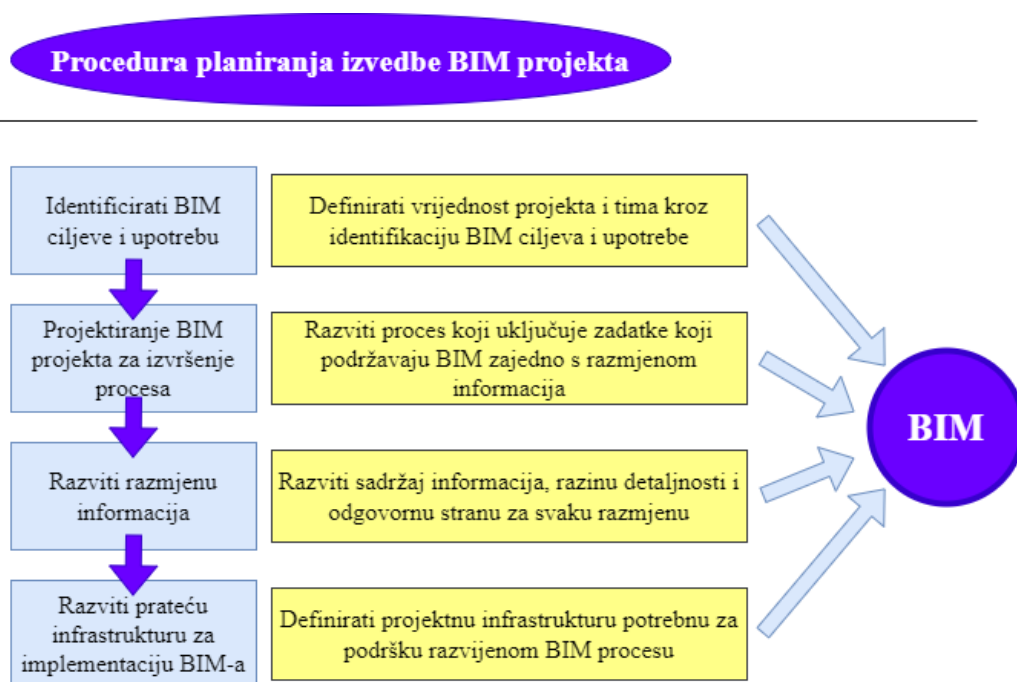 Procedura planiranja izvedbe BIM projekta
Identificirati BIM
ciljeve i upotrebu
Definirati vrijednost projekta i tima kroz
identifikaciju BIM ciljeva i upotrebe
Projektiranje BIM
projekta za izvršenje
procesa
Razviti proces koji uključuje zadatke koji
podržavaju BIM zajedno s razmjenom
informacija
Razviti razmjenu
informacija
Razviti sadržaj informacija, razinu detaljnosti i
odgovornu stranu za svaku razmjenu
Razviti prateću
infrastrukturu za
implementaciju BIM-a
Definirati projektnu infrastrukturu potrebnu za
podršku razvijenom BIM procesu
BIM